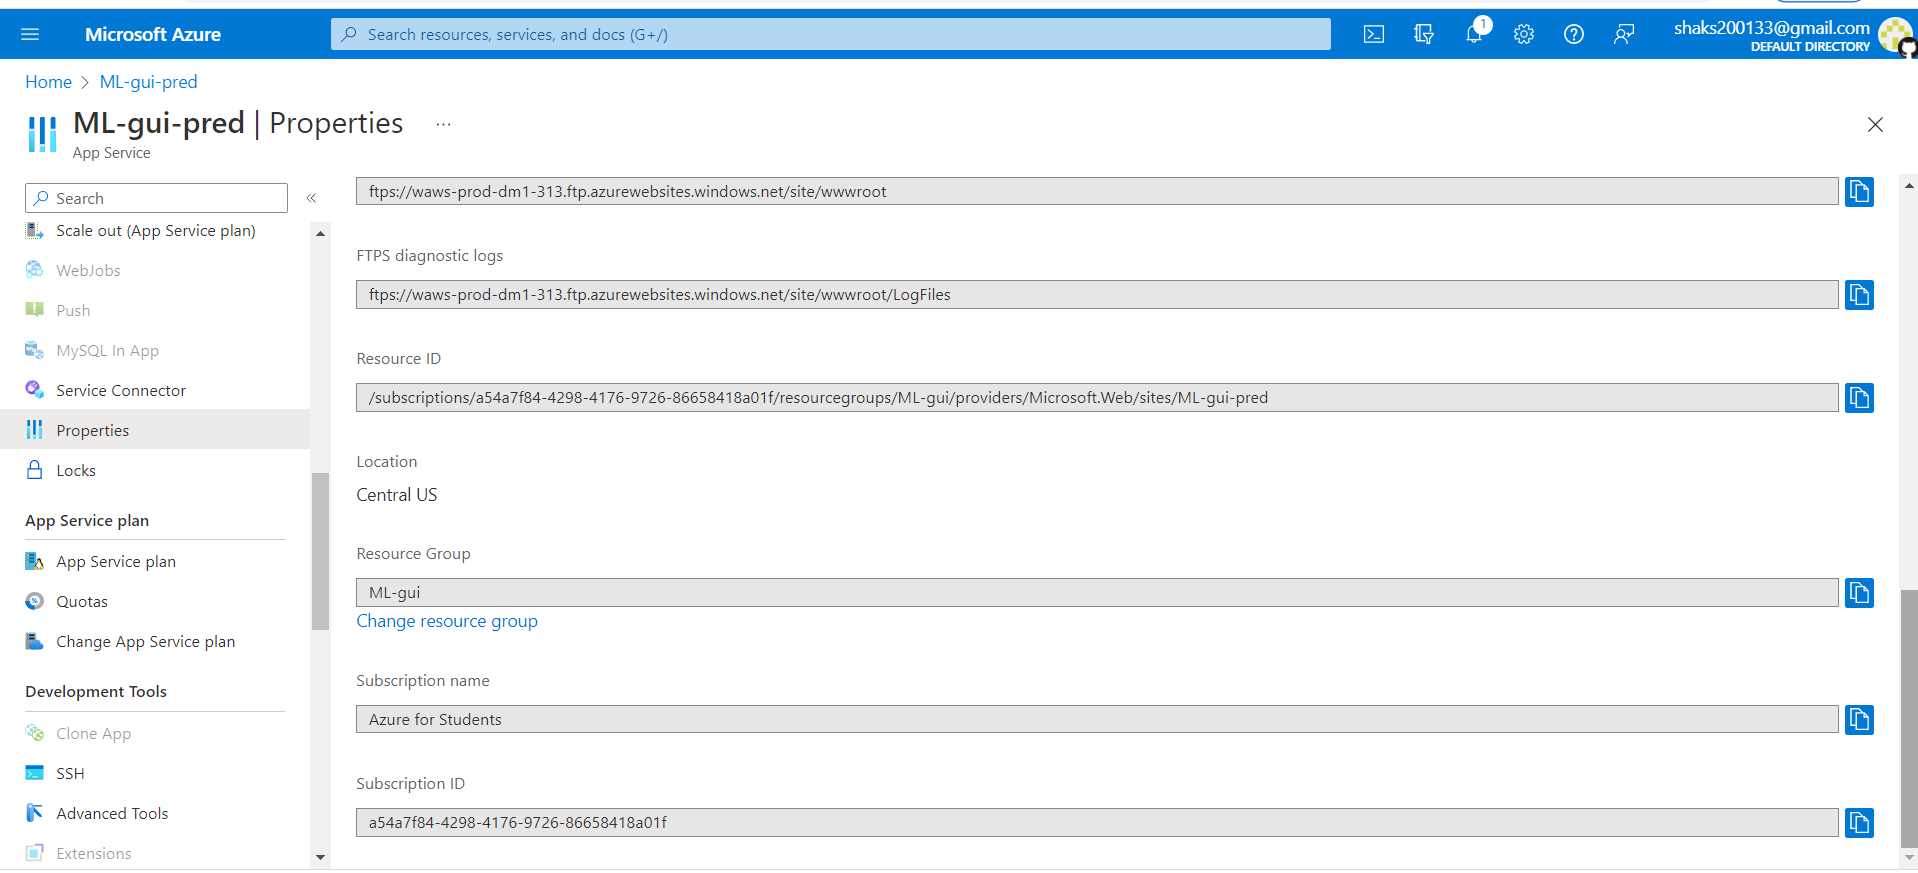 Microsoft Azure
Search resources, services, and docs (G+/)
1
shaks200133@gmail.com
DEFAULT DIRECTORY
Home > ML-gui-pred
ML-gui-pred | Properties ...
App Service
Search
«
Scale out (App Service plan)
WebJobs
Push
MySQL In App
Service Connector
Properties
Locks
App Service plan
App Service plan
Quotas
Change App Service plan
Development Tools
Clone App
SSH
Advanced Tools
Extensions
ftps://waws-prod-dm1-313.ftp.azurewebsites.windows.net/site/wwwroot
FTPS diagnostic logs
ftps://waws-prod-dm1-313.ftp.azurewebsites.windows.net/site/wwwroot/LogFiles
Resource ID
/subscriptions/a54a7f84-4298-4176-9726-86658418a01f/resourcegroups/ML-gui/providers/Microsoft.Web/sites/ML-gui-pred
Location
Central US
Resource Group
ML-gui
Change resource group
Subscription name
Azure for Students
Subscription ID
a54a7f84-4298-4176-9726-86658418a01f